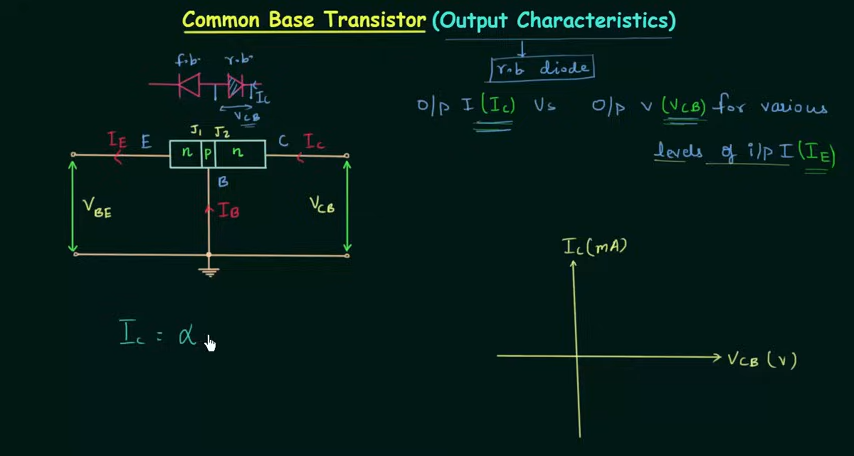 Common Base Transistor (Output Characteristics)
f.b. r.b.
r.b diode
IC
VCB
O/p I (IC) Vs O/p v (VCB) for various
levels of i/p I (IE)
J1 J2
IE E n p n C IC
B
VBE IB VCB
IC (mA)
IC = α
VCB (V)